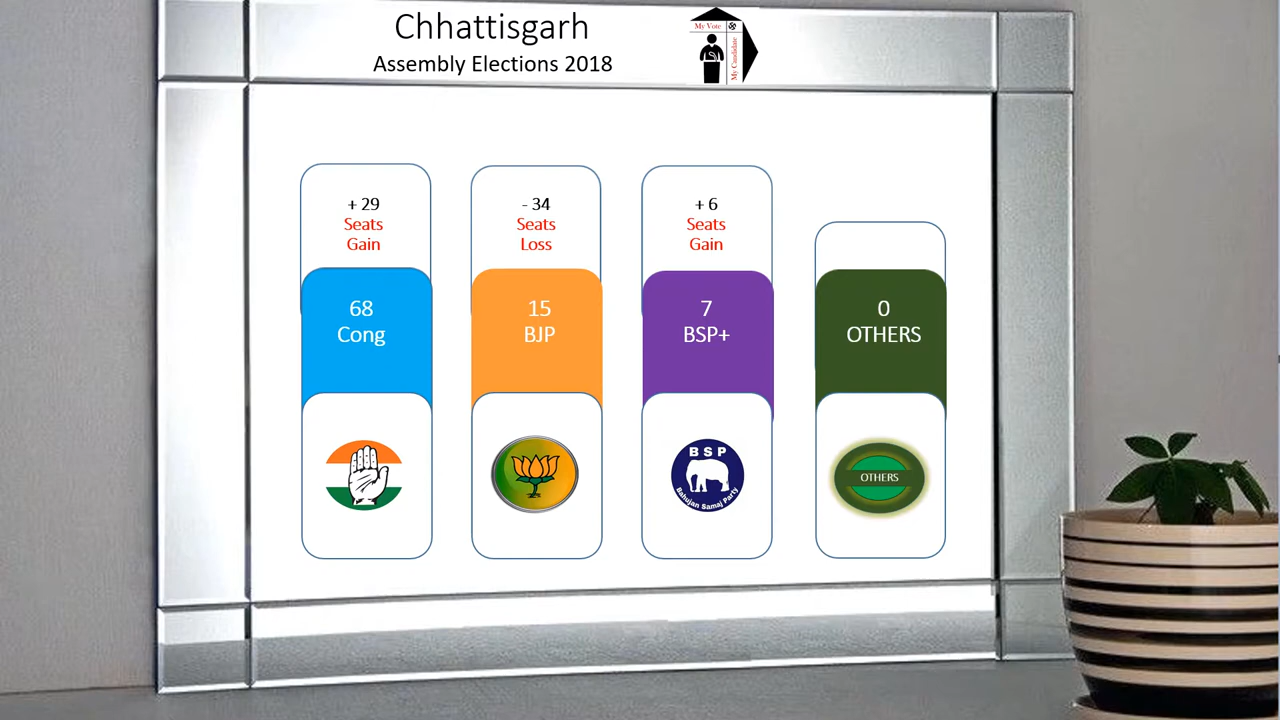 Chhattisgarh
Assembly Elections 2018
My Vote
My Candidate
+ 29
Seats
Gain
- 34
Seats
Loss
+ 6
Seats
Gain
68
Cong
15
BJP
7
BSP+
0
OTHERS
BSP
Bahujan Samaj Party
OTHERS